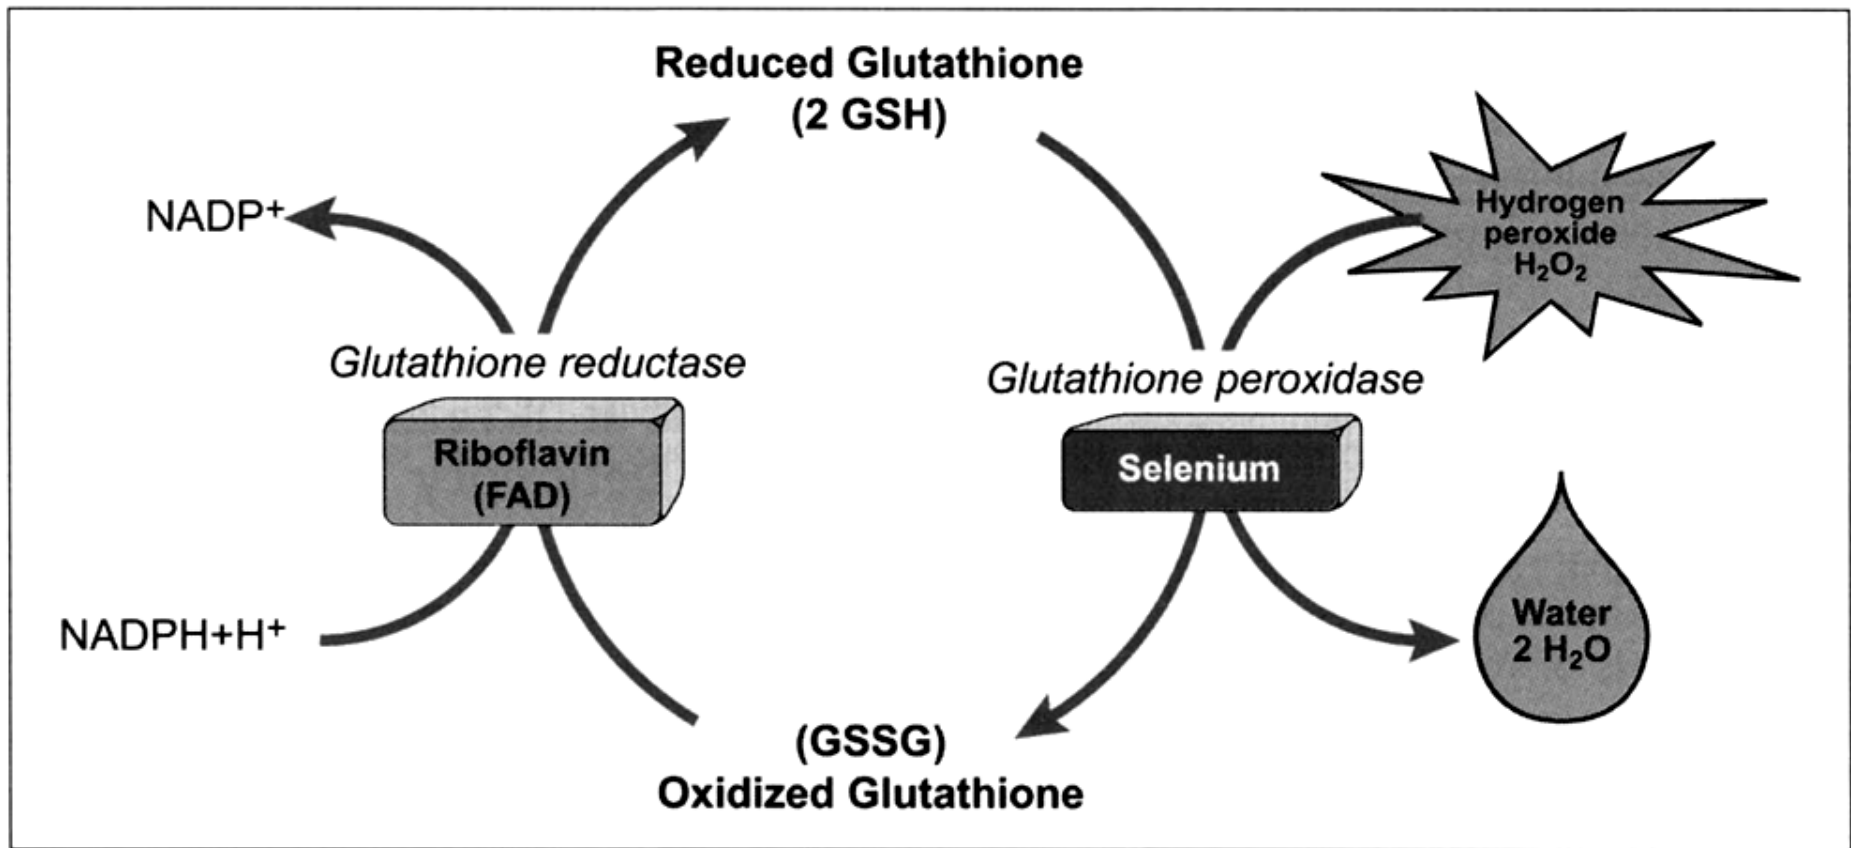 Reduced Glutathione
(2 GSH)
NADP⁺
Hydrogen
peroxide
H₂O₂
Glutathione reductase
Glutathione peroxidase
Riboflavin
(FAD)
Selenium
NADPH+H⁺
Water
2 H₂O
(GSSG)
Oxidized Glutathione